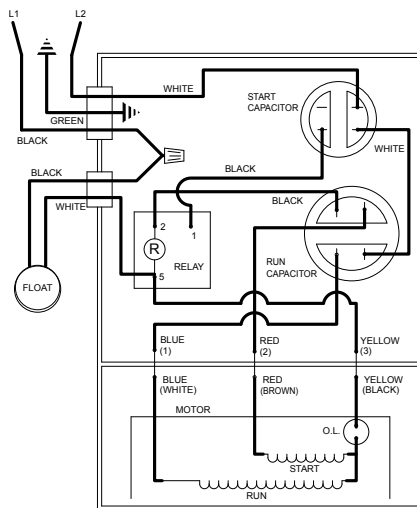 L1
L2
WHITE
START
CAPACITOR
GREEN
BLACK
WHITE
BLACK
BLACK
BLACK
WHITE
2
1
R
RELAY
RUN
CAPACITOR
5
FLOAT
BLUE
(1)
RED
(2)
YELLOW
(3)
BLUE
(WHITE)
RED
(BROWN)
YELLOW
(BLACK)
MOTOR
O.L.
START
RUN